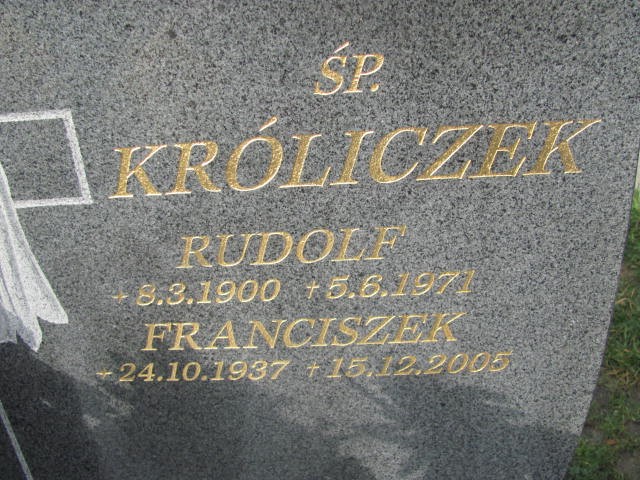 ŚP.
KRÓLICZEK
RUDOLF
+ 8.3.1900 † 5.6.1971
FRANCISZEK
+ 24.10.1937 † 15.12.2005